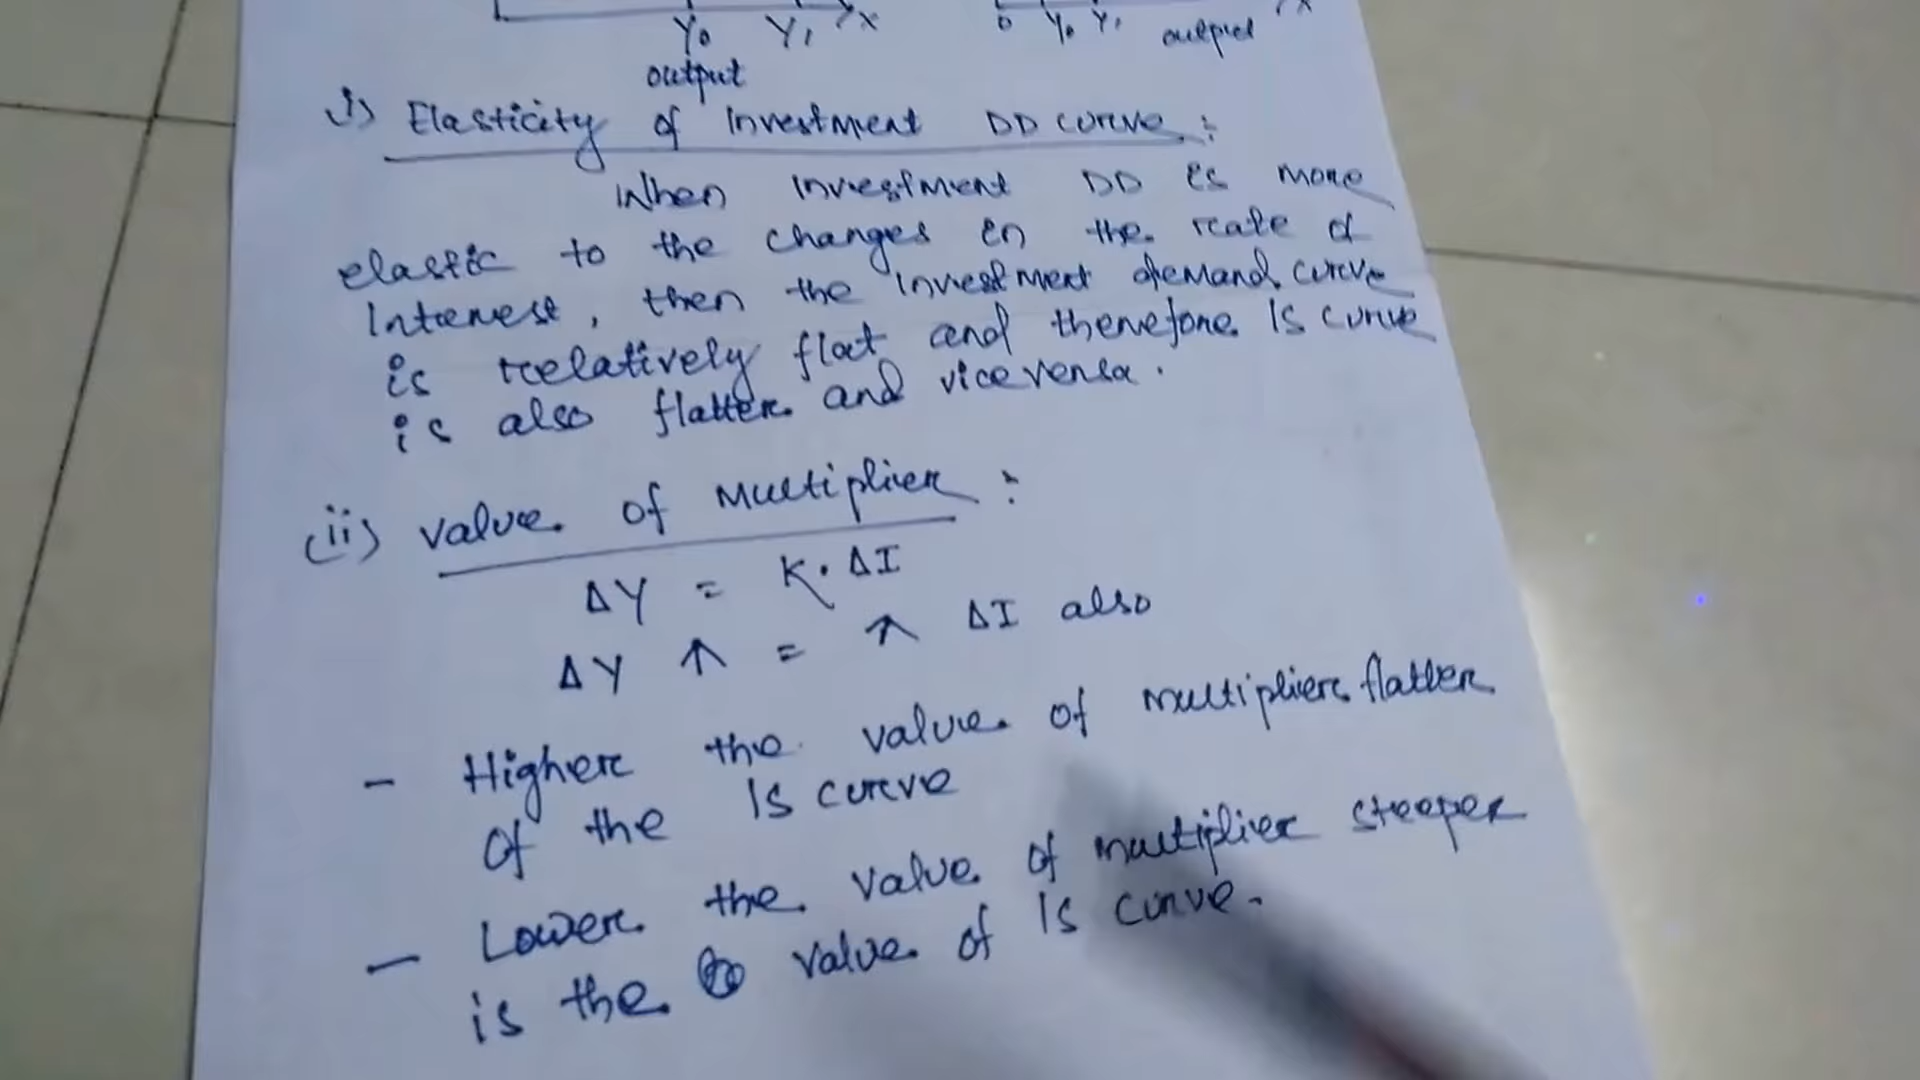 Y0 Y1 X
output
0 Y0 Y1 X
output
i) Elasticity of Investment DD curve :
When investment DD is more
elastic to the changes in the rate of
Interest, then the investment demand curve
is relatively flat and therefore IS curve
is also flatter and vice versa.
(ii) value of Multiplier :
ΔY = K. ΔI
ΔY ↑ = ↑ ΔI also
- Higher the value of multiplier flatter
of the IS curve
- Lower the value of multiplier steeper
is the value of IS curve.